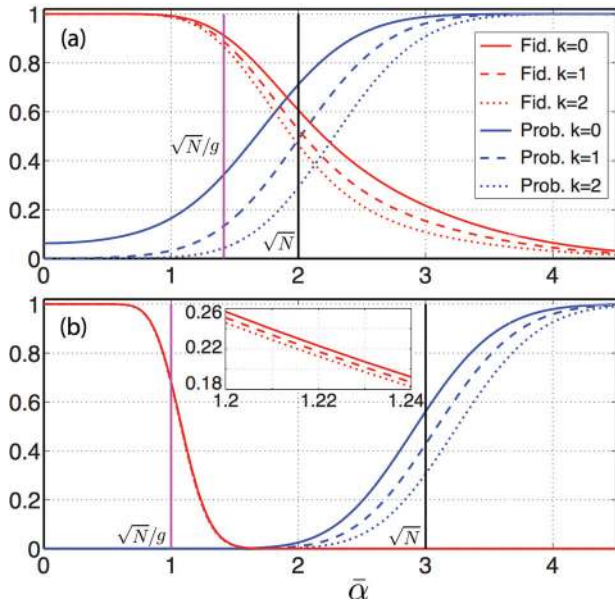 (a)
1
0.8
0.6
0.4
0.2
0
0 1 2 3 4
√N/g
√N
Fid. k=0
Fid. k=1
Fid. k=2
Prob. k=0
Prob. k=1
Prob. k=2
(b)
1
0.8
0.6
0.4
0.2
0
0 1 2 3 4
0.26
0.22
0.18
1.2 1.22 1.24
√N/g
√N
ᾱ